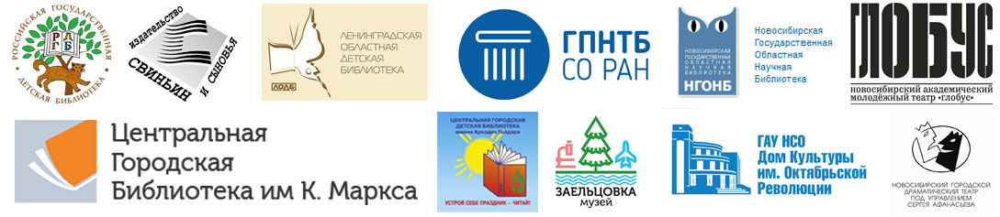 РОССИЙСКАЯ ГОСУДАРСТВЕННАЯ
ДЕТСКАЯ БИБЛИОТЕКА
РГДБ
издательство
СВИНЬИН
И СЫНОВЬЯ
ЛЕНИНГРАДСКАЯ
ОБЛАСТНАЯ
ДЕТСКАЯ
БИБЛИОТЕКА
ЛОДБ
ГПНТБ
СО РАН
НОВОСИБИРСКАЯ
ГОСУДАРСТВЕННАЯ
ОБЛАСТНАЯ
НАУЧНАЯ
БИБЛИОТЕКА
НГОНБ
Новосибирская
Государственная
Областная
Научная
Библиотека
ГЛОБУС
новосибирский академический
молодёжный театр «глобус»
Центральная
Городская
Библиотека им К. Маркса
ЦЕНТРАЛЬНАЯ ГОРОДСКАЯ
ДЕТСКАЯ БИБЛИОТЕКА
имени Аркадия Гайдара
УСТРОЙ СЕБЕ ПРАЗДНИК – ЧИТАЙ!
ЗАЕЛЬЦОВКА
музей
ГАУ НСО
Дом Культуры
им. Октябрьской
Революции
НОВОСИБИРСКИЙ ГОРОДСКОЙ
ДРАМАТИЧЕСКИЙ ТЕАТР
ПОД УПРАВЛЕНИЕМ
СЕРГЕЯ АФАНАСЬЕВА